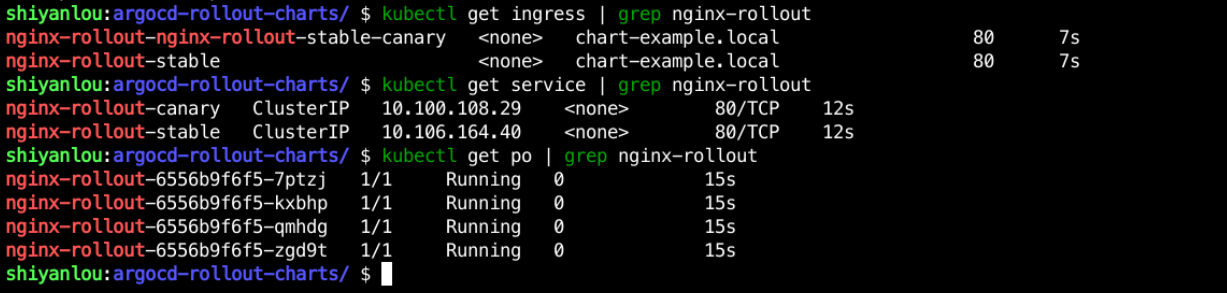 shiyanlou:argocd-rollout-charts/ $ kubectl get ingress | grep nginx-rollout
nginx-rollout-nginx-rollout-stable-canary <none> chart-example.local 80 7s
nginx-rollout-stable <none> chart-example.local 80 7s
shiyanlou:argocd-rollout-charts/ $ kubectl get service | grep nginx-rollout
nginx-rollout-canary ClusterIP 10.100.108.29 <none> 80/TCP 12s
nginx-rollout-stable ClusterIP 10.106.164.40 <none> 80/TCP 12s
shiyanlou:argocd-rollout-charts/ $ kubectl get po | grep nginx-rollout
nginx-rollout-6556b9f6f5-7ptzj 1/1 Running 0 15s
nginx-rollout-6556b9f6f5-kxbhp 1/1 Running 0 15s
nginx-rollout-6556b9f6f5-qmhdg 1/1 Running 0 15s
nginx-rollout-6556b9f6f5-zgd9t 1/1 Running 0 15s
shiyanlou:argocd-rollout-charts/ $